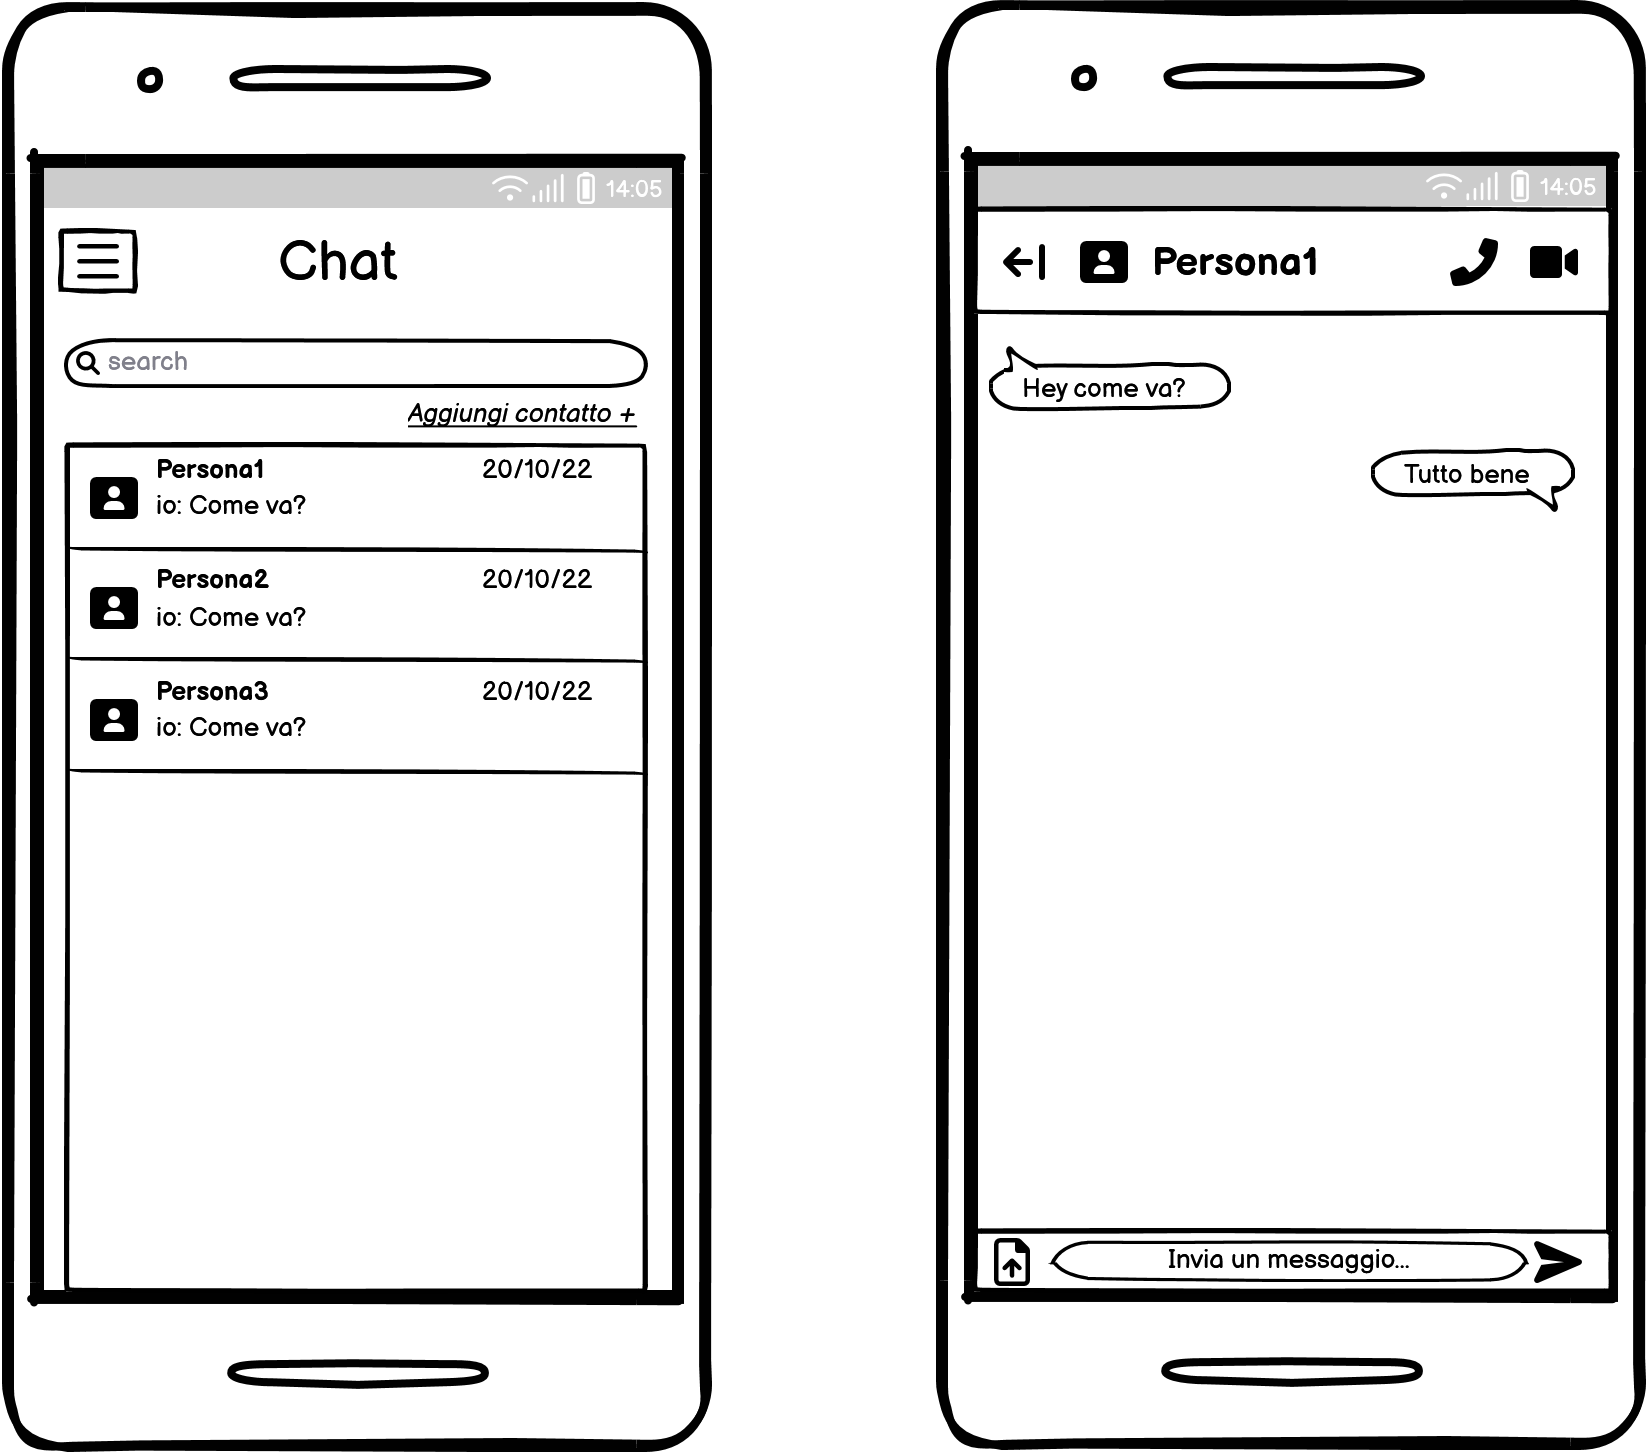 14:05
Chat
search
Aggiungi contatto +
Persona1 20/10/22
io: Come va?
Persona2 20/10/22
io: Come va?
Persona3 20/10/22
io: Come va?
14:05
Persona1
Hey come va?
Tutto bene
Invia un messaggio...